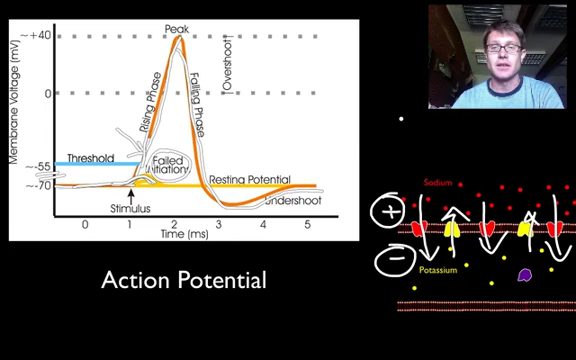 ~+40
Peak
Overshoot
Membrane Voltage (mV)
0
Rising Phase
Falling Phase
Threshold
~-55
Failed
Initiations
~-70
Resting Potential
Stimulus
Undershoot
0
1
2
3
4
5
Time (ms)
Action Potential
Sodium
+
−
Potassium